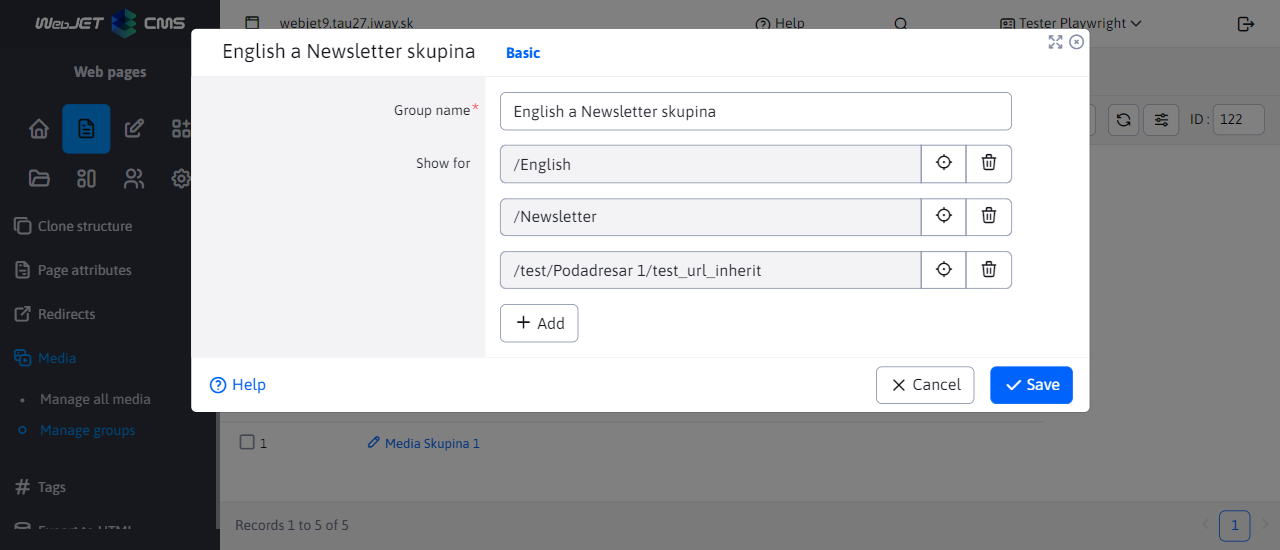 WebJET CMS
webjet9.tau27.iway.sk
Help
Tester Playwright
English a Newsletter skupina
Basic
Web pages
Group name*
English a Newsletter skupina
ID : 122
Show for
/English
/Newsletter
/test/Podadresar 1/test_url_inherit
+ Add
Clone structure
Page attributes
Redirects
Media
Manage all media
Manage groups
Tags
Export to HTML
Help
Cancel
Save
1
Media Skupina 1
Records 1 to 5 of 5
1